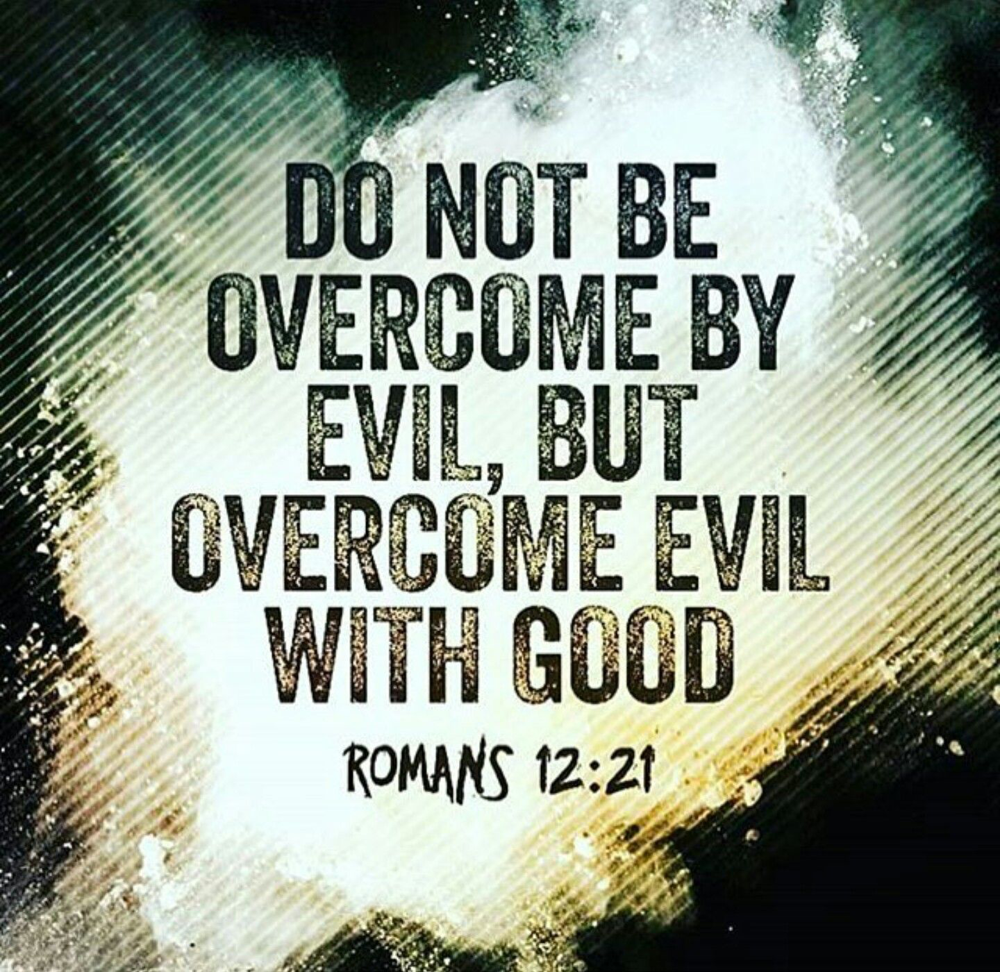 DO NOT BE
OVERCOME BY
EVIL, BUT
OVERCOME EVIL
WITH GOOD
ROMANS 12:21